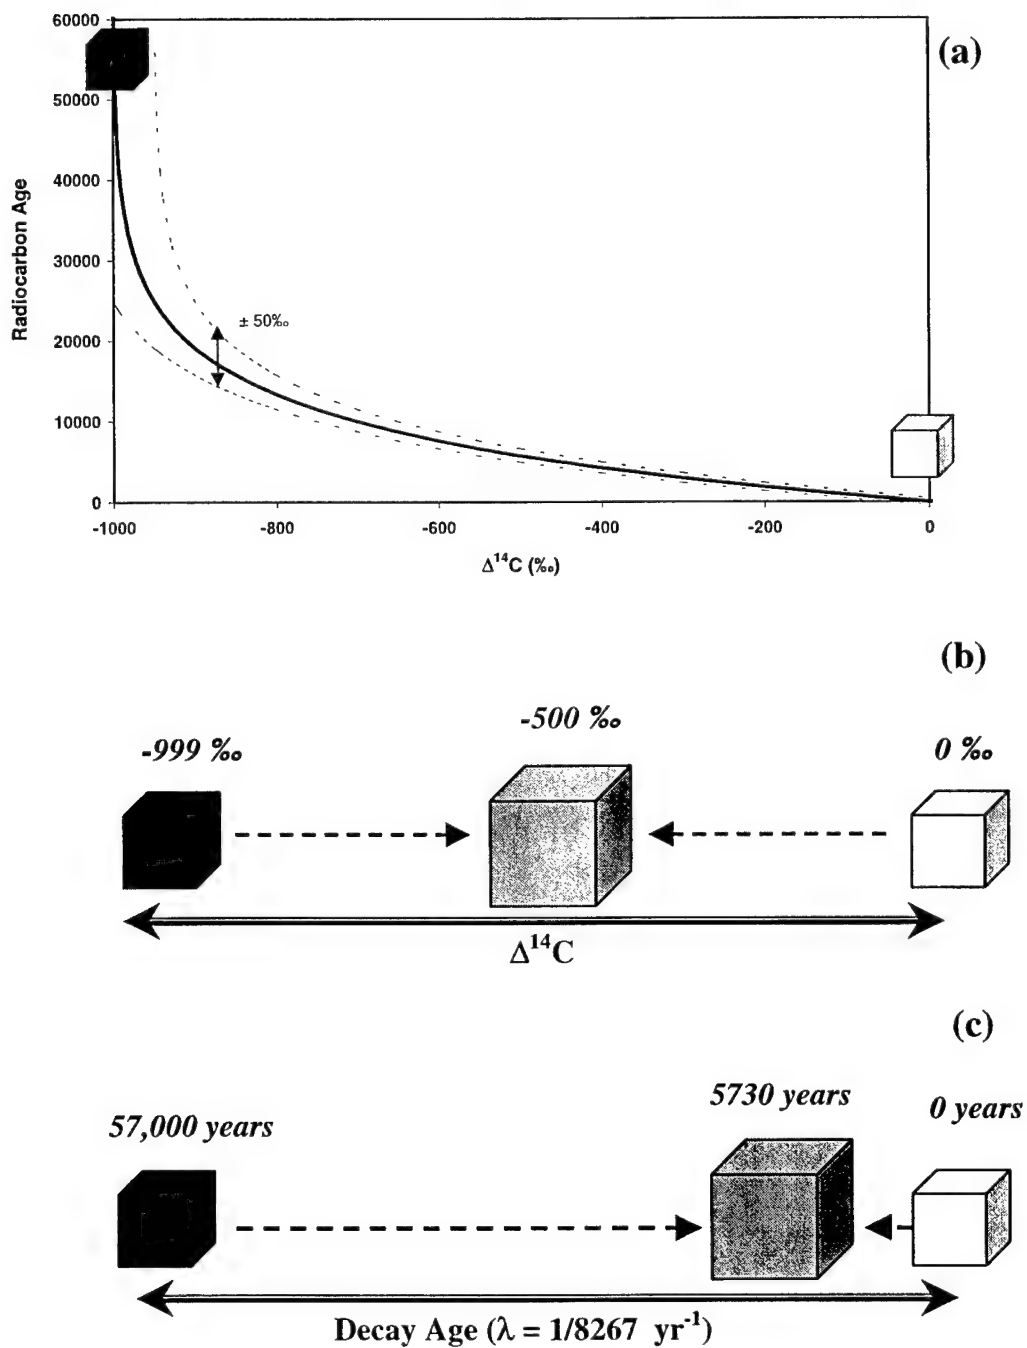 (a)
60000
50000
40000
30000
20000
10000
0
Radiocarbon Age
± 50‰
-1000 -800 -600 -400 -200 0
Δ¹⁴C (‰)
(b)
-999 ‰ -500 ‰ 0 ‰
Δ¹⁴C
(c)
57,000 years 5730 years 0 years
Decay Age (λ = 1/8267 yr⁻¹)